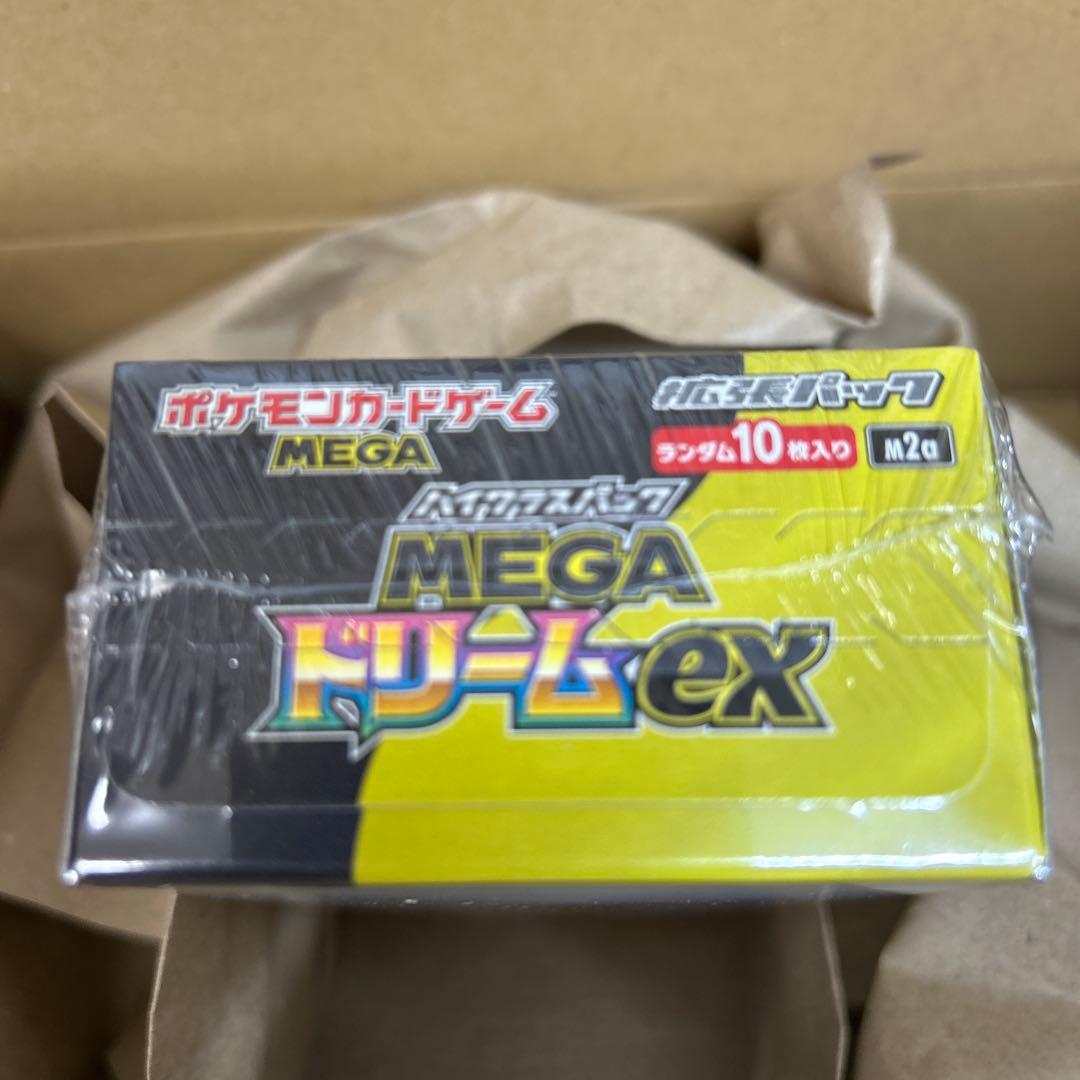 ポケモンカードゲーム
MEGA
拡張パック
ランダム10枚入り
M2a
ハイクラスパック
MEGA
ドリームex